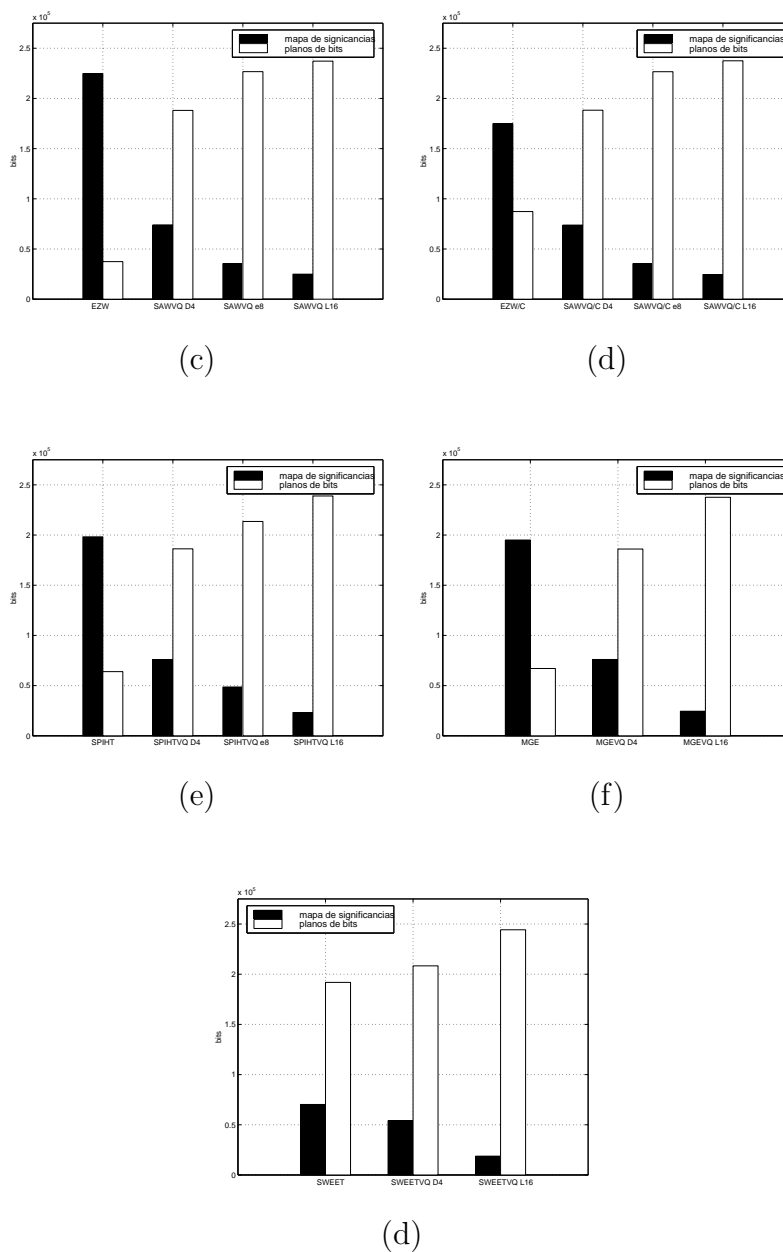 x 10^5
mapa de significancias
planos de bits
2.5
2
1.5
1
0.5
0
bits
EZW SAWVQ D4 SAWVQ e8 SAWVQ L16
(c)
x 10^5
mapa de significancias
planos de bits
2.5
2
1.5
1
0.5
0
bits
EZW/C SAWVQ/C D4 SAWVQ/C e8 SAWVQ/C L16
(d)
x 10^5
mapa de significancias
planos de bits
2.5
2
1.5
1
0.5
0
bits
SPIHT SPIHTVQ D4 SPIHTVQ e8 SPIHTVQ L16
(e)
x 10^5
mapa de significancias
planos de bits
2.5
2
1.5
1
0.5
0
bits
MGE MGEVQ D4 MGEVQ L16
(f)
x 10^5
mapa de significancias
planos de bits
2.5
2
1.5
1
0.5
0
bits
SWEET SWEETVQ D4 SWEETVQ L16
(d)